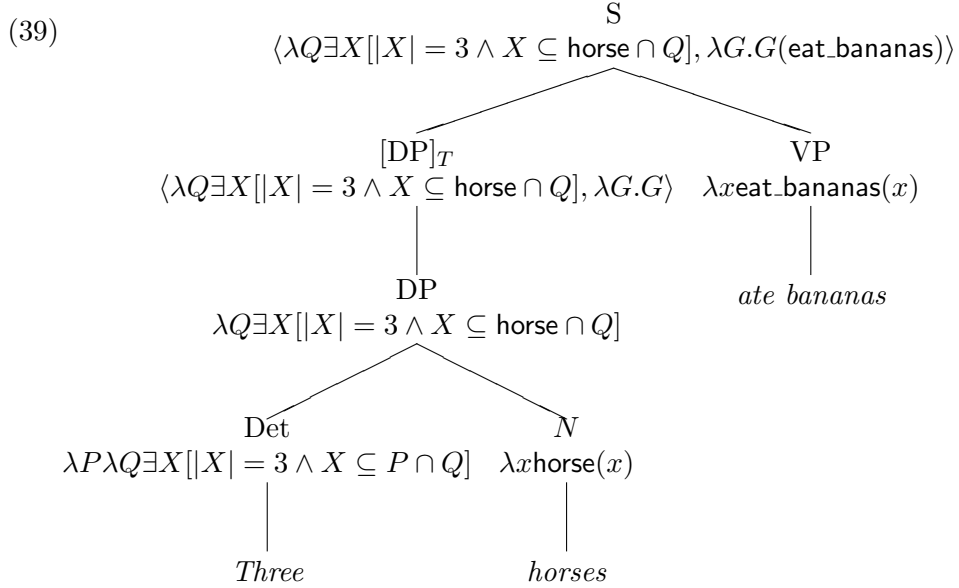 (39)
S
⟨λQ∃X[|X| = 3 ∧ X ⊆ horse ∩ Q], λG.G(eat_bananas)⟩
[DP]_T VP
⟨λQ∃X[|X| = 3 ∧ X ⊆ horse ∩ Q], λG.G⟩ λxeat_bananas(x)
DP ate bananas
λQ∃X[|X| = 3 ∧ X ⊆ horse ∩ Q]
Det N
λPλQ∃X[|X| = 3 ∧ X ⊆ P ∩ Q] λxhorse(x)
Three horses